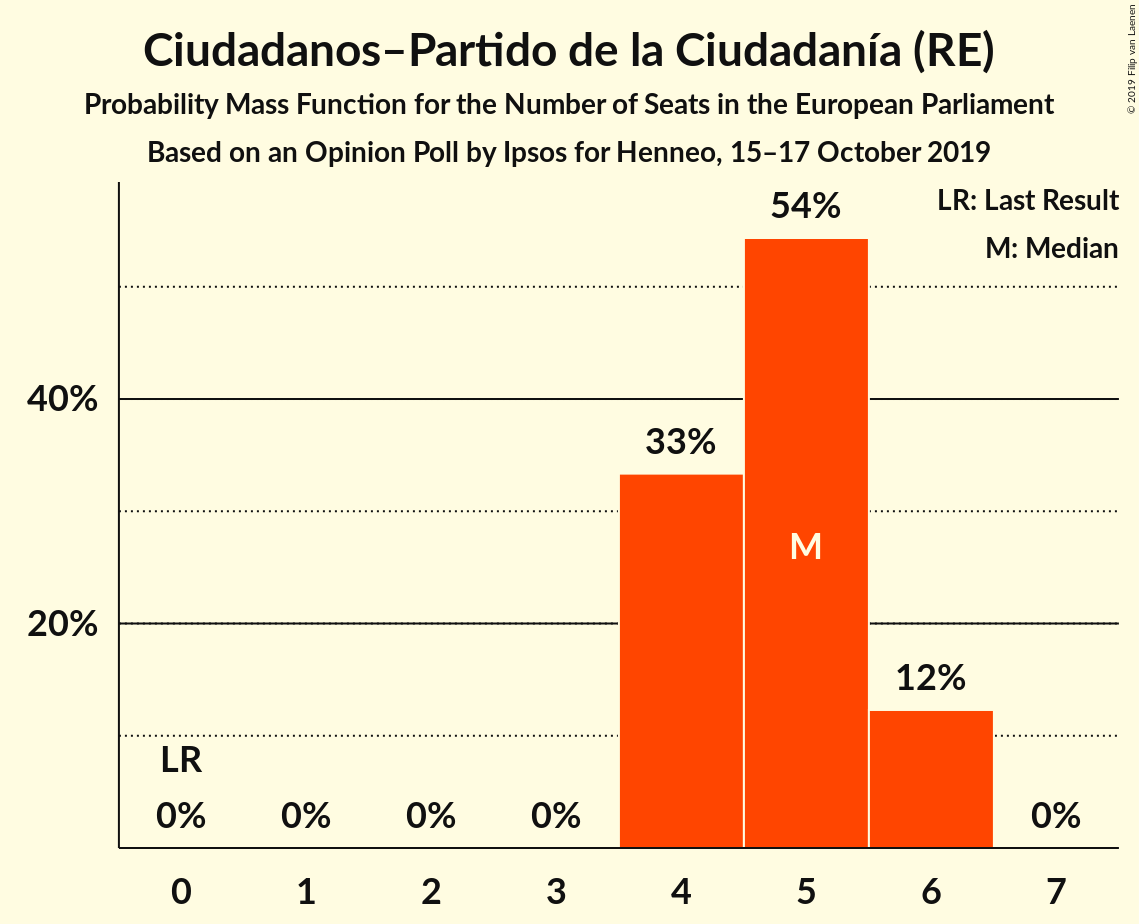 Ciudadanos–Partido de la Ciudadanía (RE)
Probability Mass Function for the Number of Seats in the European Parliament
Based on an Opinion Poll by Ipsos for Henneo, 15–17 October 2019
© 2019 Filip van Laenen
LR: Last Result
M: Median
54%
40%
33%
M
20%
12%
LR
0% 0% 0% 0% 0%
0 1 2 3 4 5 6 7